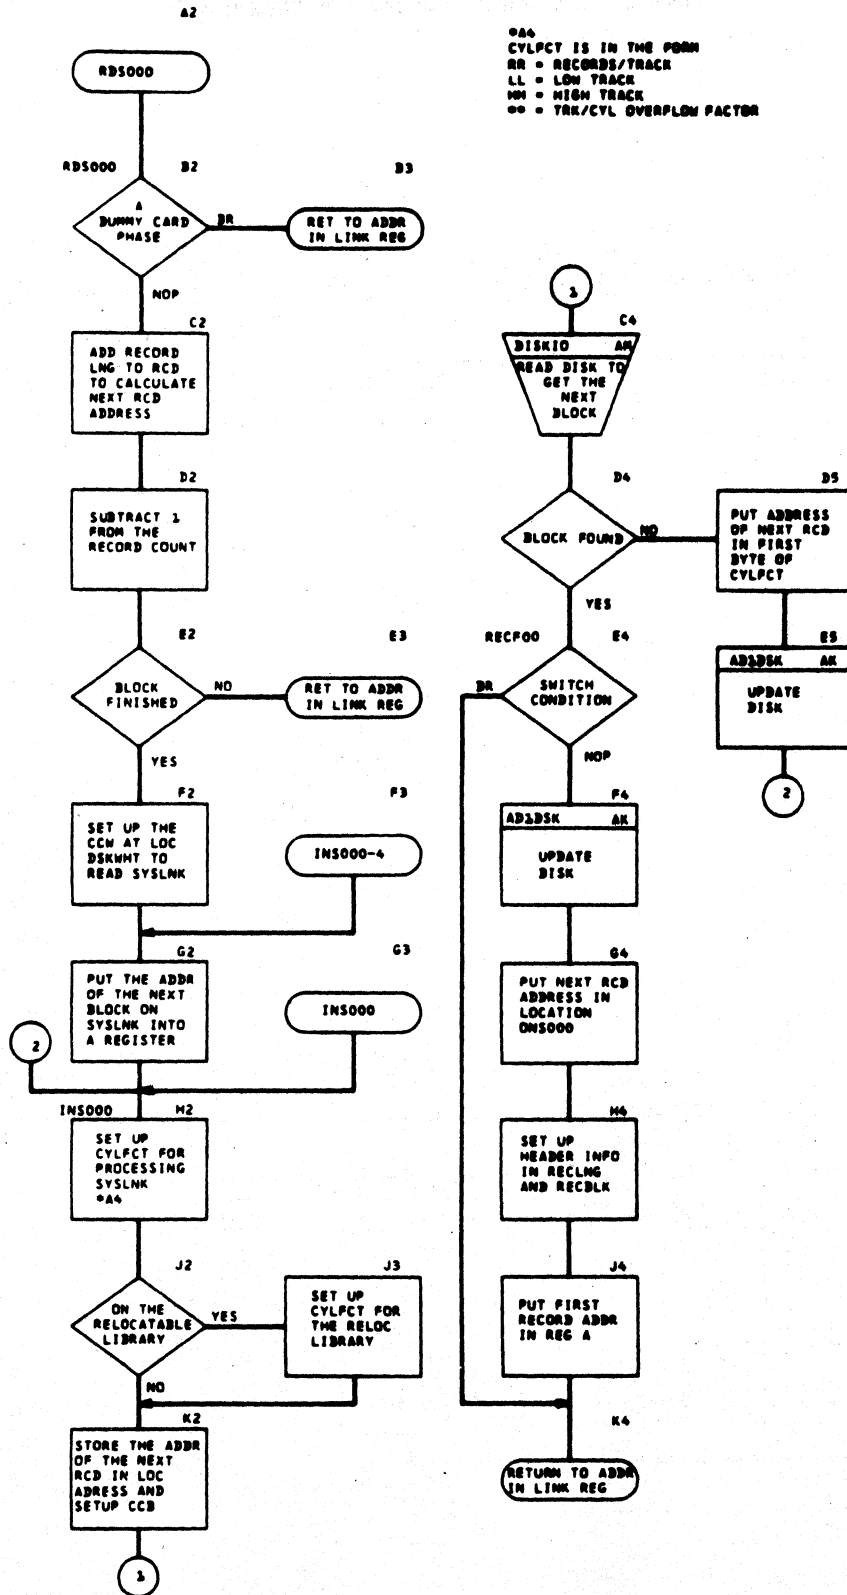 A2
RDS000
RDS000
B2
A
DUMMY CARD
PHASE
BR
B3
RET TO ADDR
IN LINK REG
NOP
C2
ADD RECORD
LNG TO RCD
TO CALCULATE
NEXT RCD
ADDRESS
D2
SUBTRACT 1
FROM THE
RECORD COUNT
E2
BLOCK
FINISHED
NO
E3
RET TO ADDR
IN LINK REG
YES
F2
SET UP THE
CCW AT LOC
DSKWHT TO
READ SYSLNK
F3
INS000-4
G2
PUT THE ADDR
OF THE NEXT
BLOCK ON
SYSLNK INTO
A REGISTER
G3
INS000
2
INS000
H2
SET UP
CYLFCT FOR
PROCESSING
SYSLNK
*A4
J2
ON THE
RELOCATABLE
LIBRARY
YES
J3
SET UP
CYLFCT FOR
THE RELOC
LIBRARY
NO
K2
STORE THE ADDR
OF THE NEXT
RCD IN LOC
ADRESS AND
SETUP CCB
1
*A4
CYLFCT IS IN THE FORM
RR = RECORDS/TRACK
LL = LOW TRACK
HH = HIGH TRACK
** = TRK/CYL OVERFLOW FACTOR
1
C4
DISKIO AM
READ DISK TO
GET THE
NEXT
BLOCK
D4
BLOCK FOUND
NO
D5
PUT ADDRESS
OF NEXT RCD
IN FIRST
BYTE OF
CYLFCT
YES
RECF00
E4
SWITCH
CONDITION
BR
E5
AD1DSK AK
UPDATE
DISK
2
NOP
F4
AD1DSK AK
UPDATE
DISK
G4
PUT NEXT RCD
ADDRESS IN
LOCATION
DNS000
H4
SET UP
HEADER INFO
IN RECLNG
AND RECBLK
J4
PUT FIRST
RECORD ADDR
IN REG A
K4
RETURN TO ADDR
IN LINK REG